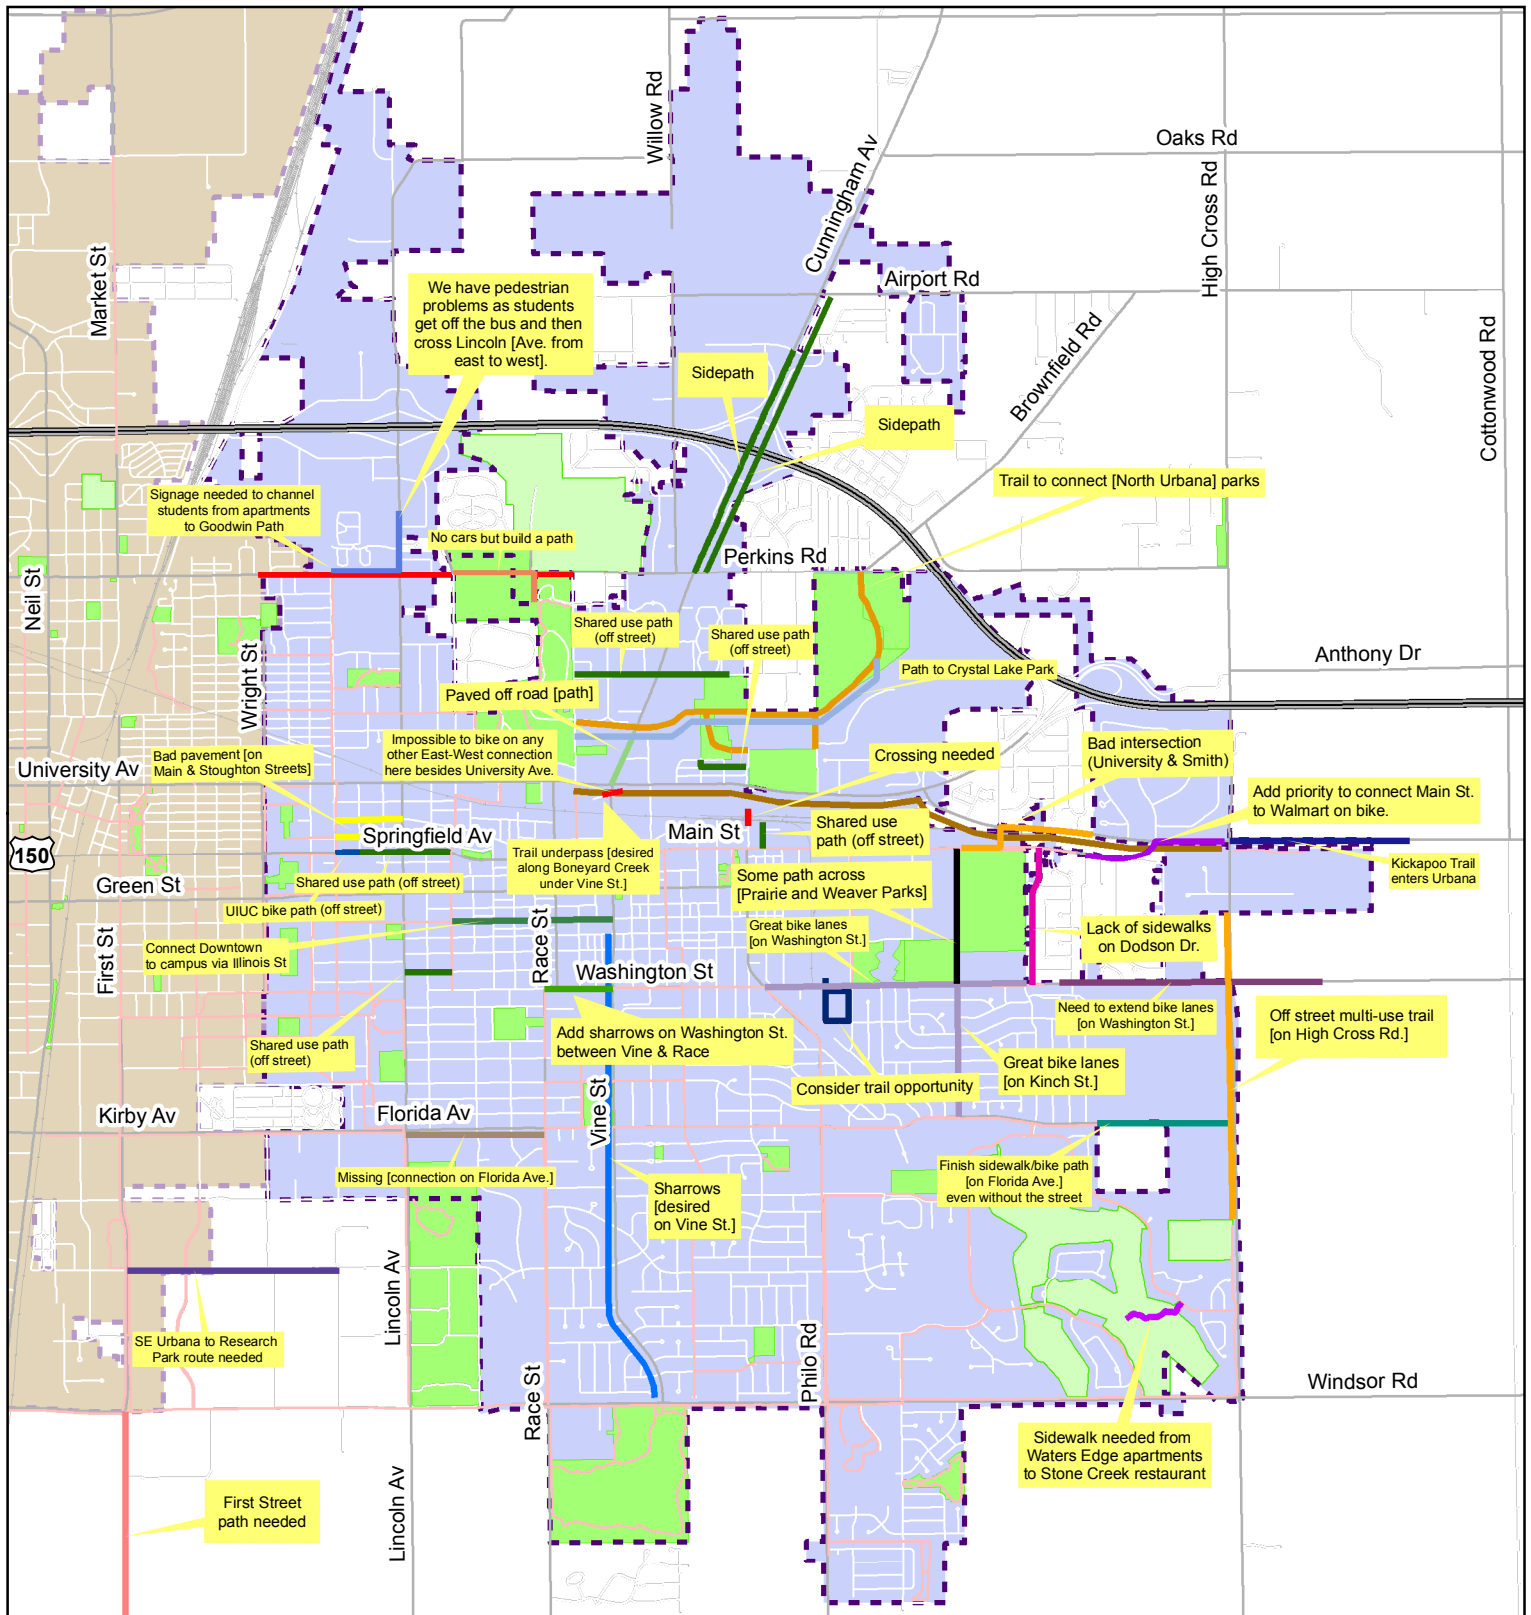 Willow Rd
Cunningham Av
Oaks Rd
High Cross Rd
Market St
Airport Rd
We have pedestrian
problems as students
get off the bus and then
cross Lincoln [Ave. from
east to west].
Brownfield Rd
Cottonwood Rd
Sidepath
Sidepath
Trail to connect [North Urbana] parks
Signage needed to channel
students from apartments
to Goodwin Path
No cars but build a path
Perkins Rd
Neil St
Wright St
Shared use path
(off street)
Shared use path
(off street)
Anthony Dr
Path to Crystal Lake Park
Paved off road [path]
Impossible to bike on any
other East-West connection
here besides University Ave.
Bad pavement [on
Main & Stoughton Streets]
University Av
Crossing needed
Bad intersection
(University & Smith)
Add priority to connect Main St.
to Walmart on bike.
Springfield Av
Main St
Shared use
path (off street)
150
Trail underpass [desired
along Boneyard Creek
under Vine St.]
Kickapoo Trail
enters Urbana
Green St
Shared use path (off street)
Some path across
[Prairie and Weaver Parks]
UIUC bike path (off street)
Great bike lanes
[on Washington St.]
Lack of sidewalks
on Dodson Dr.
First St
Connect Downtown
to campus via Illinois St
Race St
Washington St
Need to extend bike lanes
[on Washington St.]
Off street multi-use trail
[on High Cross Rd.]
Add sharrows on Washington St.
between Vine & Race
Shared use path
(off street)
Great bike lanes
[on Kinch St.]
Consider trail opportunity
Kirby Av
Florida Av
Vine St
Missing [connection on Florida Ave.]
Finish sidewalk/bike path
[on Florida Ave.]
even without the street
Sharrows
[desired
on Vine St.]
Lincoln Av
SE Urbana to Research
Park route needed
Race St
Philo Rd
Windsor Rd
Sidewalk needed from
Waters Edge apartments
to Stone Creek restaurant
Lincoln Av
First Street
path needed